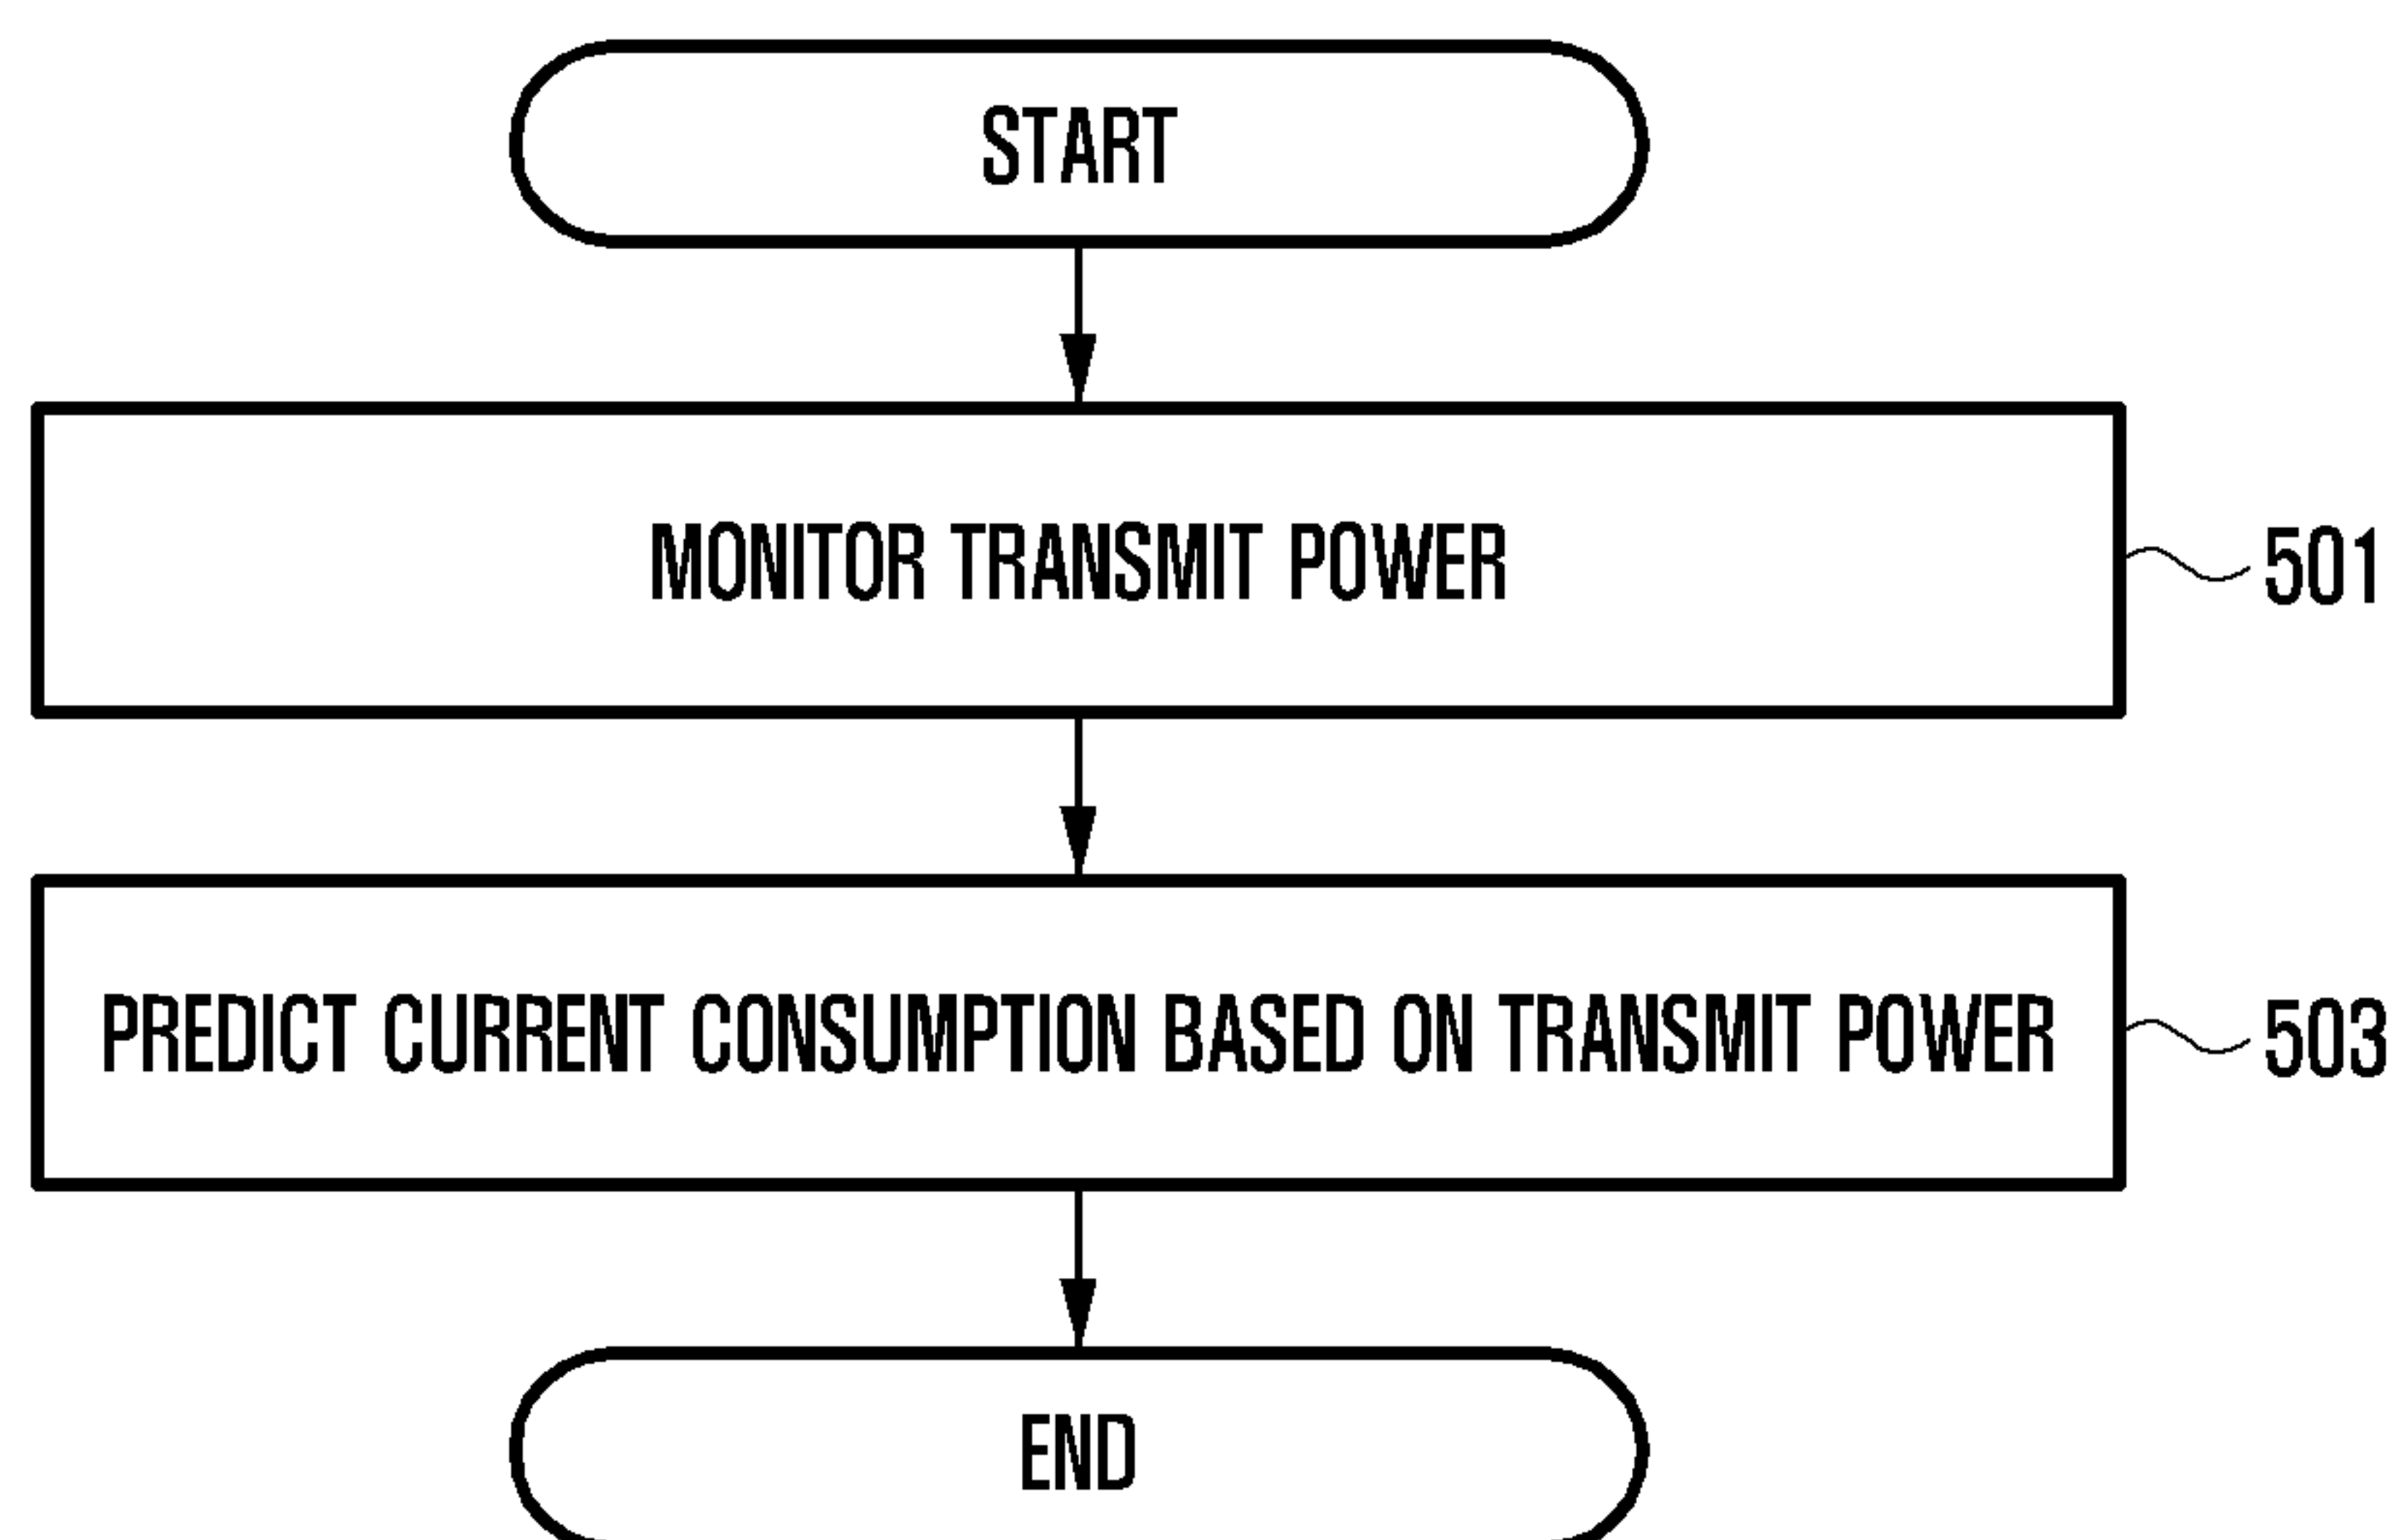 START
MONITOR TRANSMIT POWER
501
PREDICT CURRENT CONSUMPTION BASED ON TRANSMIT POWER
503
END